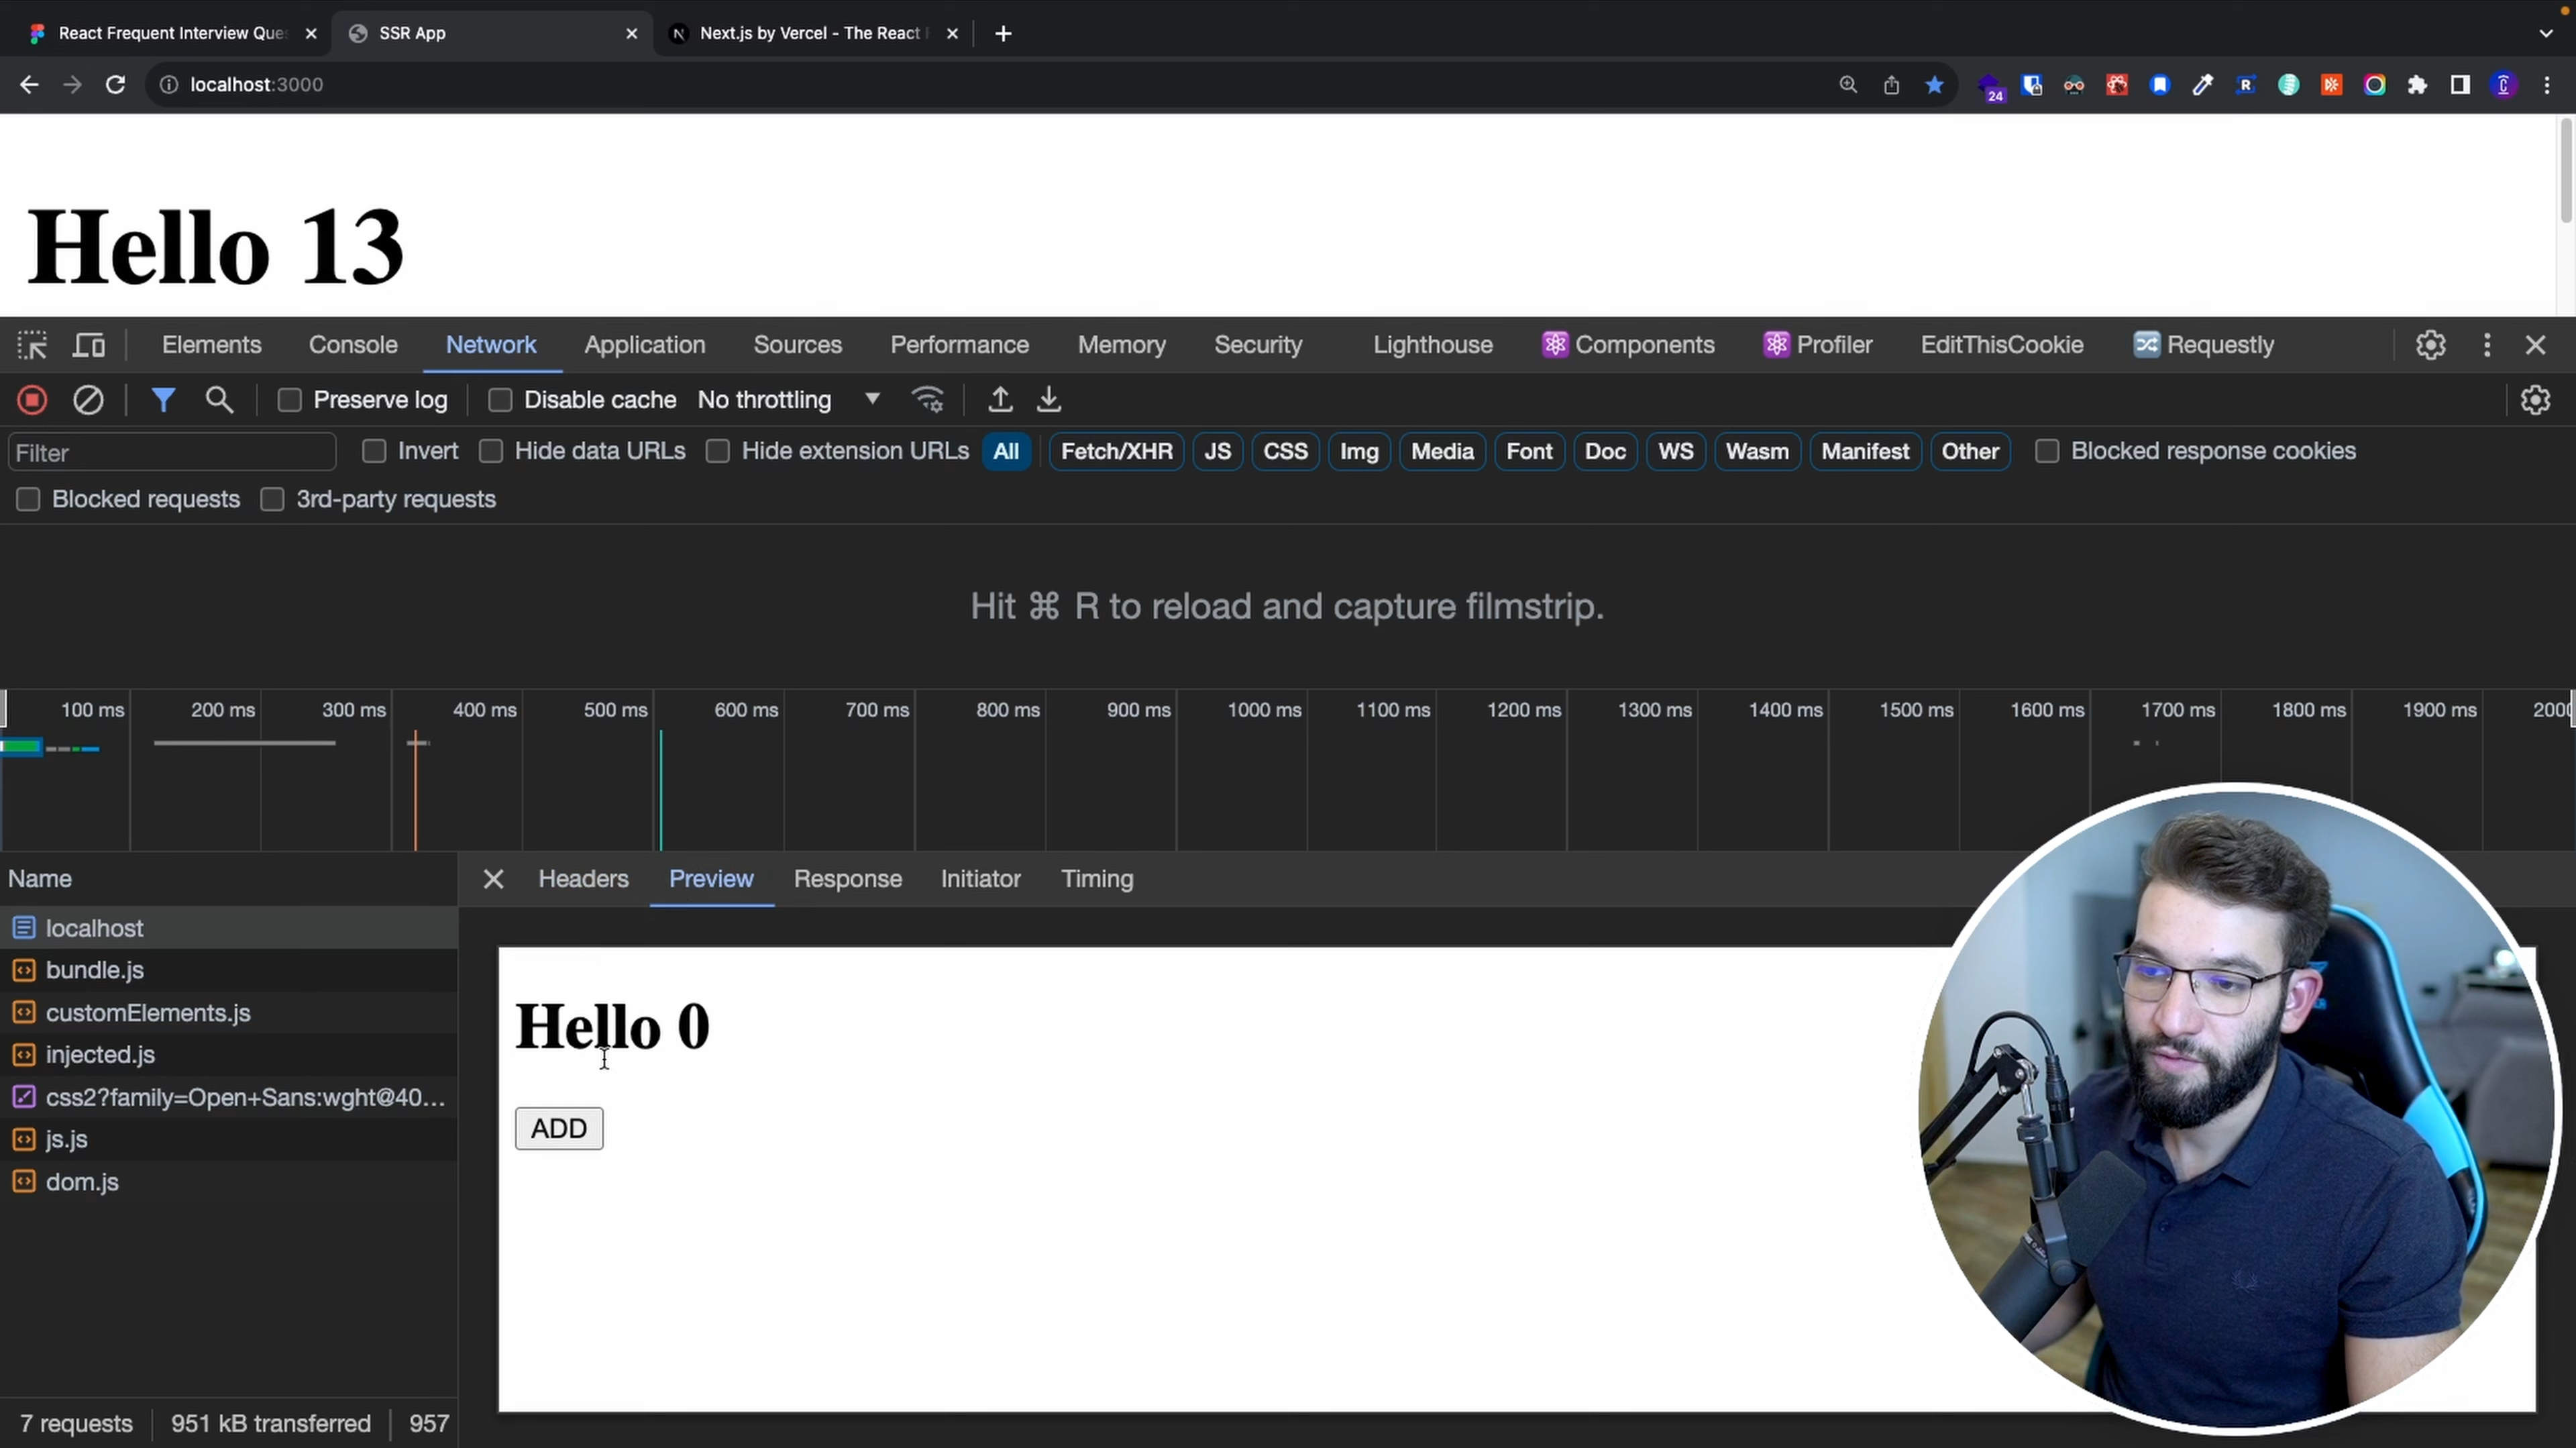 React Frequent Interview Ques
SSR App
Next.js by Vercel - The React F
localhost:3000
24
Hello 13
Elements Console Network Application Sources Performance Memory Security Lighthouse Components Profiler EditThisCookie Requestly
Preserve log Disable cache No throttling
Filter Invert Hide data URLs Hide extension URLs All Fetch/XHR JS CSS Img Media Font Doc WS Wasm Manifest Other Blocked response cookies
Blocked requests 3rd-party requests
Hit ⌘ R to reload and capture filmstrip.
100 ms 200 ms 300 ms 400 ms 500 ms 600 ms 700 ms 800 ms 900 ms 1000 ms 1100 ms 1200 ms 1300 ms 1400 ms 1500 ms 1600 ms 1700 ms 1800 ms 1900 ms 2000
Name Headers Preview Response Initiator Timing
localhost
bundle.js
customElements.js
injected.js
css2?family=Open+Sans:wght@40...
js.js
dom.js
Hello 0
ADD
7 requests 951 kB transferred 957